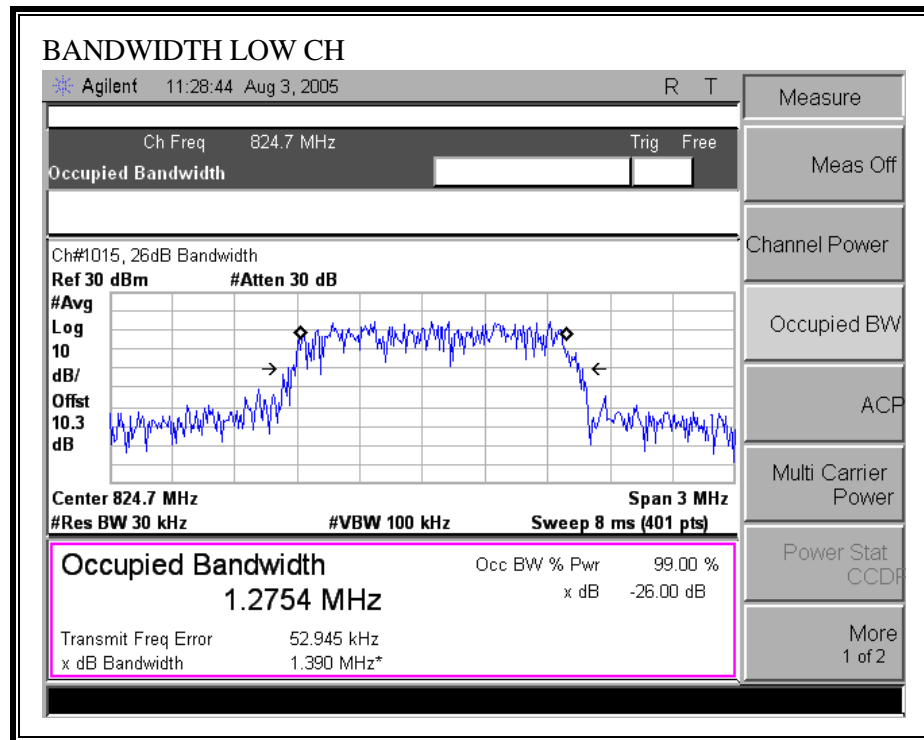 BANDWIDTH LOW CH
Agilent 11:28:44 Aug 3, 2005 R T
Measure
Ch Freq 824.7 MHz Trig Free
Occupied Bandwidth
Meas Off
Ch#1015, 26dB Bandwidth
Channel Power
Ref 30 dBm #Atten 30 dB
#Avg
Log
10
dB/
Offst
10.3
dB
Occupied BW
ACP
Multi Carrier
Power
Center 824.7 MHz Span 3 MHz
#Res BW 30 kHz #VBW 100 kHz Sweep 8 ms (401 pts)
Occupied Bandwidth Occ BW % Pwr 99.00 %
1.2754 MHz x dB -26.00 dB
Power Stat
CCDF
Transmit Freq Error 52.945 kHz
x dB Bandwidth 1.390 MHz*
More
1 of 2